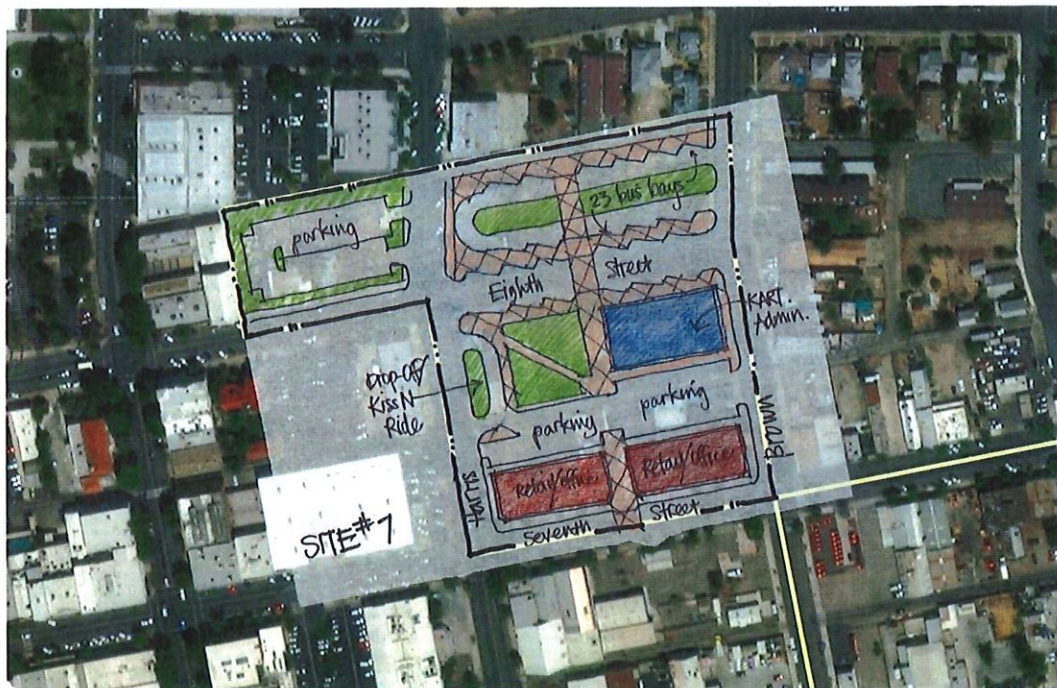 parking
23 bus bays
Eighth
Street
KART.
Admin.
Drop-Off/
Kiss N
Ride
parking
parking
Brown
Harris
Retail/office
Retail/office
SITE #7
Seventh
Street